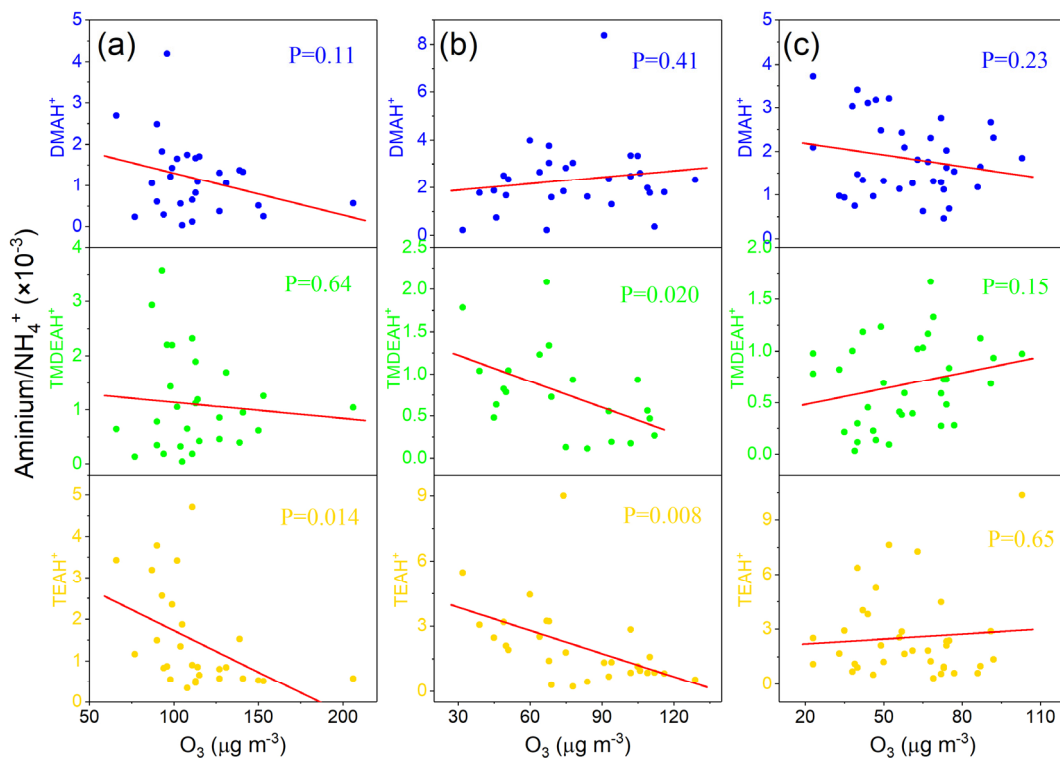 Aminium/NH₄⁺ (×10⁻³)
(a)
P=0.11
DMAH⁺
5
4
3
2
1
0
P=0.64
TMDEAH⁺
4
3
2
1
0
P=0.014
TEAH⁺
5
4
3
2
1
0
50 100 150 200
O₃ (μg m⁻³)
(b)
P=0.41
8
6
4
2
0
P=0.020
2.5
2.0
1.5
1.0
0.5
0.0
P=0.008
9
6
3
0
30 60 90 120
O₃ (μg m⁻³)
(c)
P=0.23
DMAH⁺
5
4
3
2
1
0
P=0.15
TMDEAH⁺
2.0
1.5
1.0
0.5
0.0
P=0.65
TEAH⁺
9
6
3
0
20 40 60 80 100
O₃ (μg m⁻³)